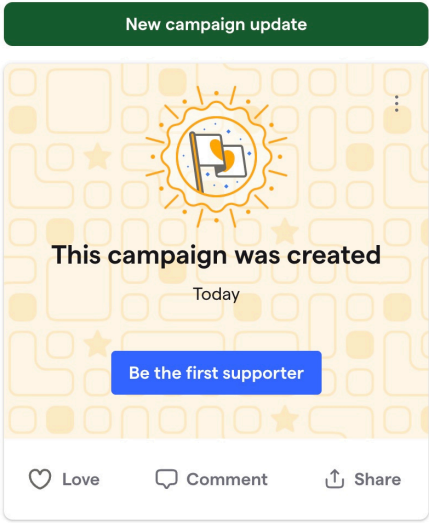 New campaign update
This campaign was created
Today
Be the first supporter
Love
Comment
Share